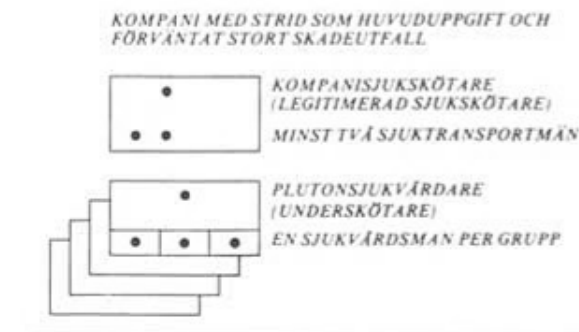 KOMPANI MED STRID SOM HUVUDUPPGIFT OCH
FÖRVÄNTAT STORT SKADEUTFALL
KOMPANISJUKSKÖTARE
(LEGITIMERAD SJUKSKÖTARE)
MINST TVÅ SJUKTRANSPORTMÄN
PLUTONSJUKVÅRDARE
(UNDERSKÖTARE)
EN SJUKVÅRDSMAN PER GRUPP